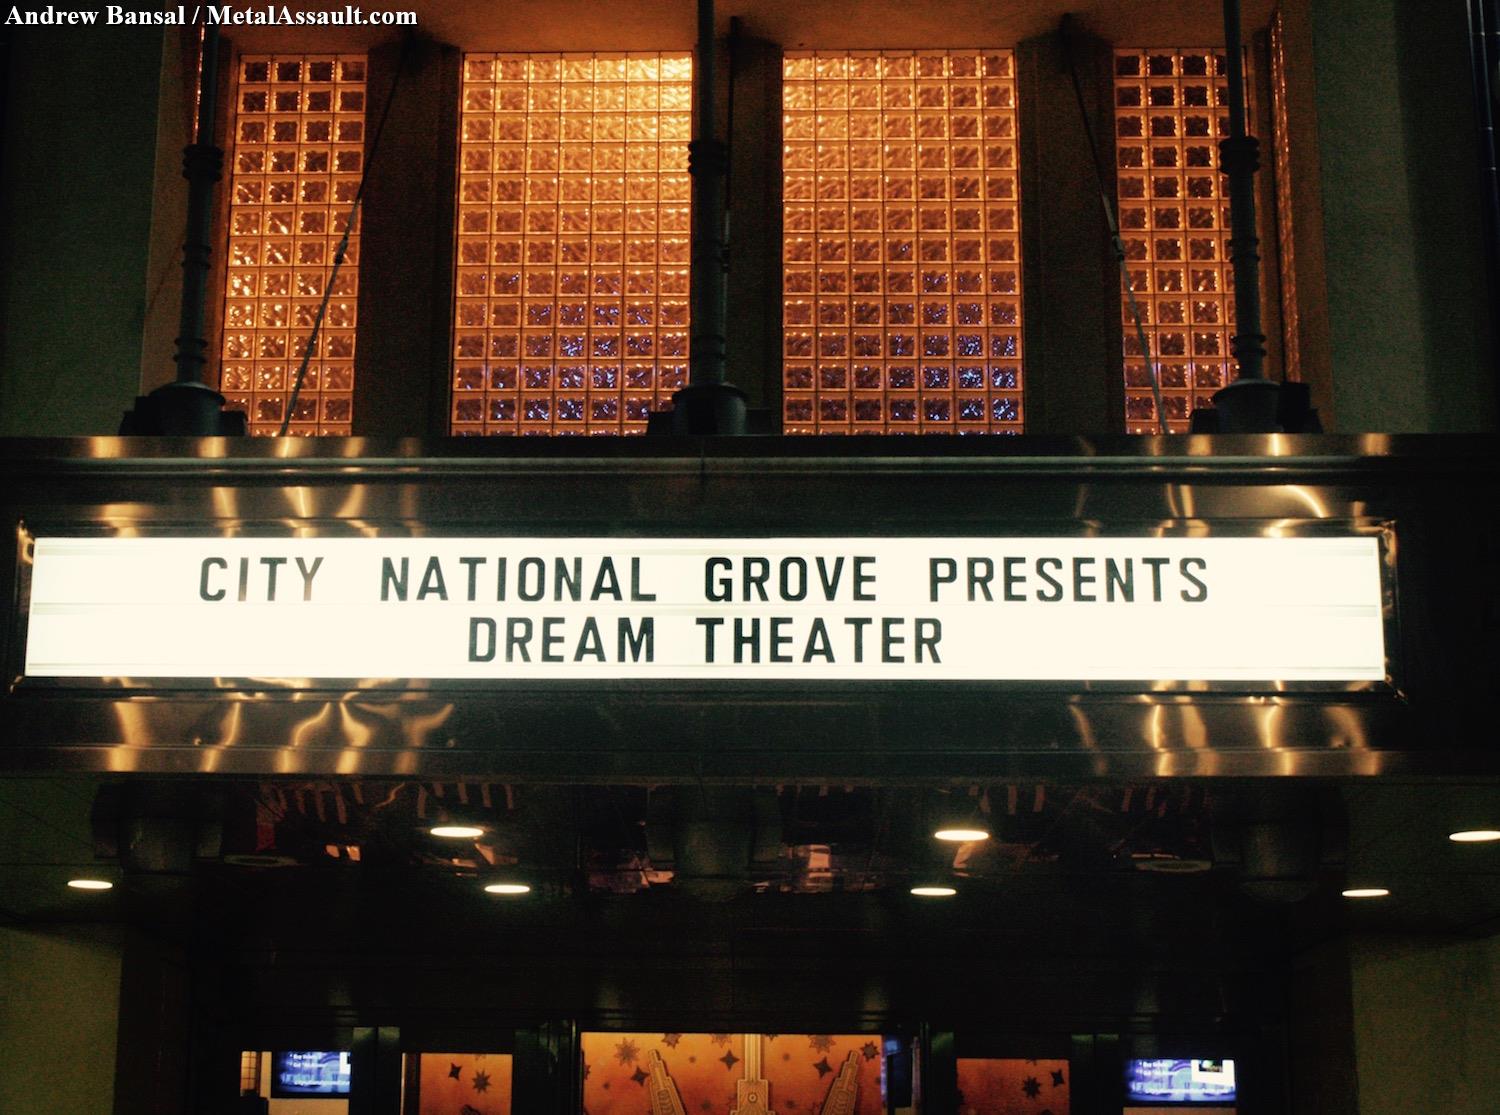 Andrew Bansal / MetalAssault.com
CITY NATIONAL GROVE PRESENTS
DREAM THEATER